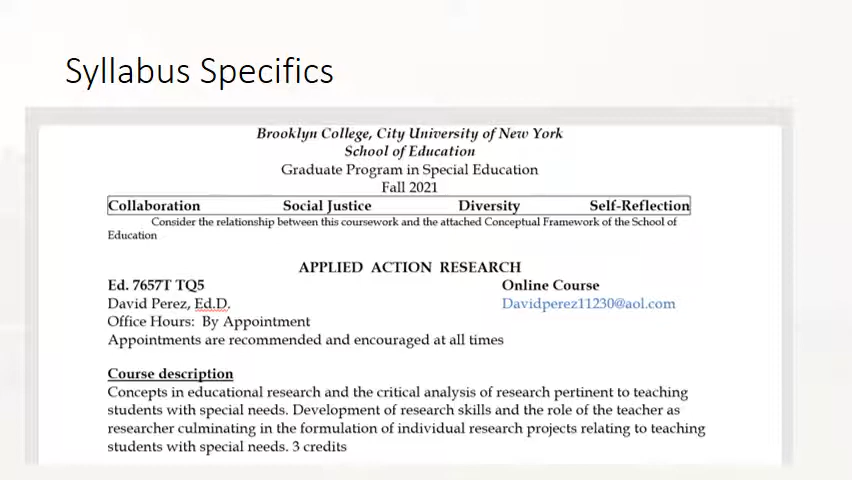 Syllabus Specifics
Brooklyn College, City University of New York
School of Education
Graduate Program in Special Education
Fall 2021
Collaboration Social Justice Diversity Self-Reflection
Consider the relationship between this coursework and the attached Conceptual Framework of the School of
Education
APPLIED ACTION RESEARCH
Ed. 7657T TQ5 Online Course
David Perez, Ed.D. Davidperez11230@aol.com
Office Hours: By Appointment
Appointments are recommended and encouraged at all times
Course description
Concepts in educational research and the critical analysis of research pertinent to teaching
students with special needs. Development of research skills and the role of the teacher as
researcher culminating in the formulation of individual research projects relating to teaching
students with special needs. 3 credits